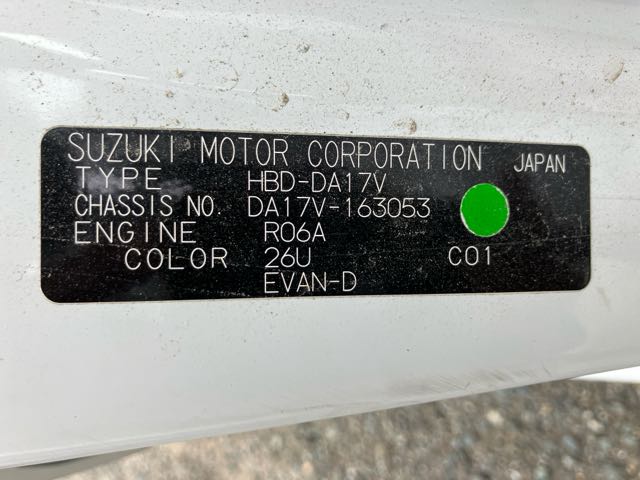 SUZUKI MOTOR CORPORATION JAPAN
TYPE HBD-DA17V
CHASSIS NO. DA17V-163053
ENGINE R06A
COLOR 26U C01
EVAN-D